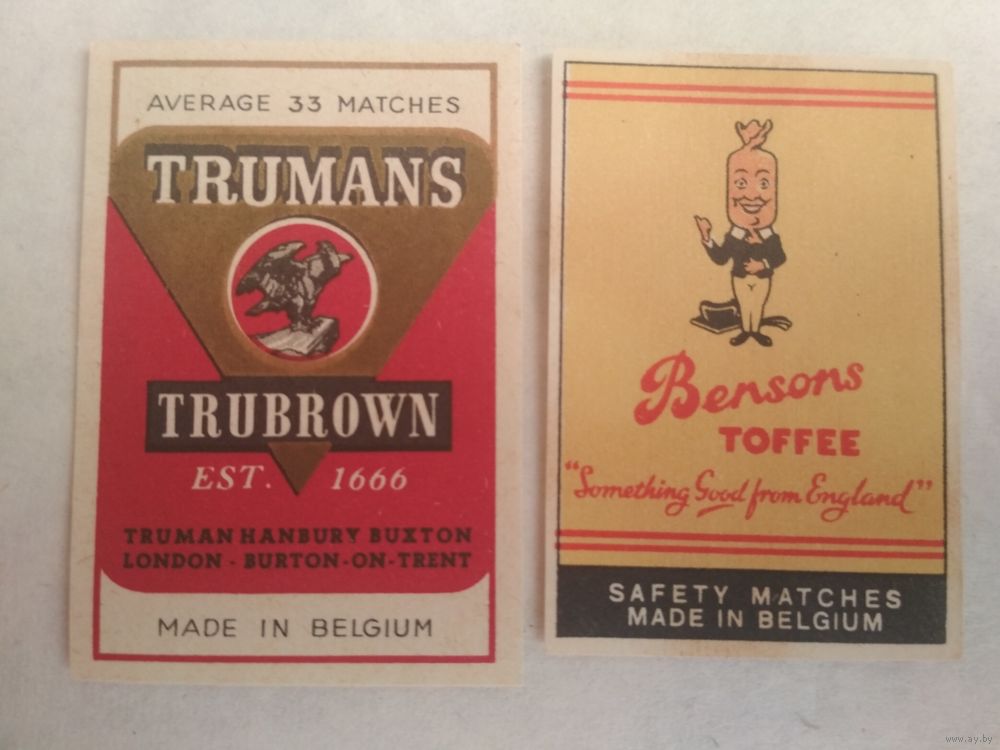 AVERAGE 33 MATCHES
TRUMANS
TRUBROWN
EST. 1666
TRUMAN HANBURY BUXTON
LONDON - BURTON-ON-TRENT
MADE IN BELGIUM
Bensons
TOFFEE
"Something Good from England"
SAFETY MATCHES
MADE IN BELGIUM
www.ay.by